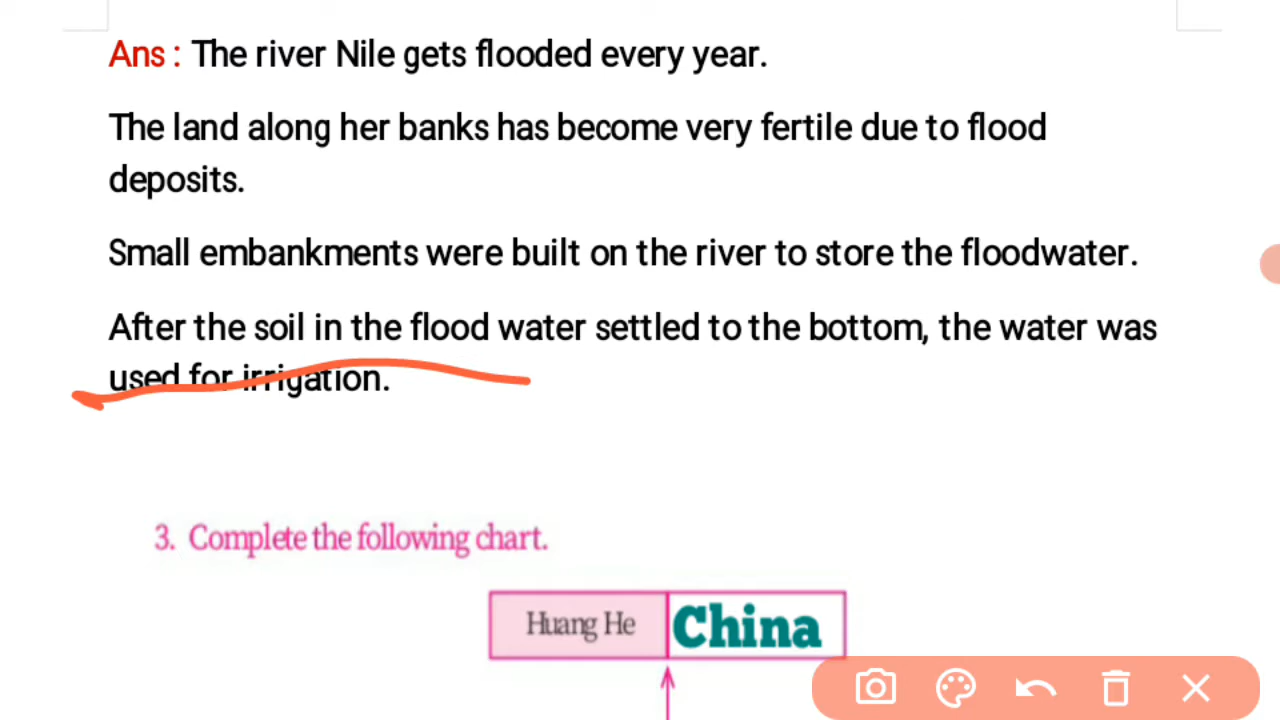 Ans : The river Nile gets flooded every year.
The land along her banks has become very fertile due to flood
deposits.
Small embankments were built on the river to store the floodwater.
After the soil in the flood water settled to the bottom, the water was
used for irrigation.
3. Complete the following chart.
Huang He China